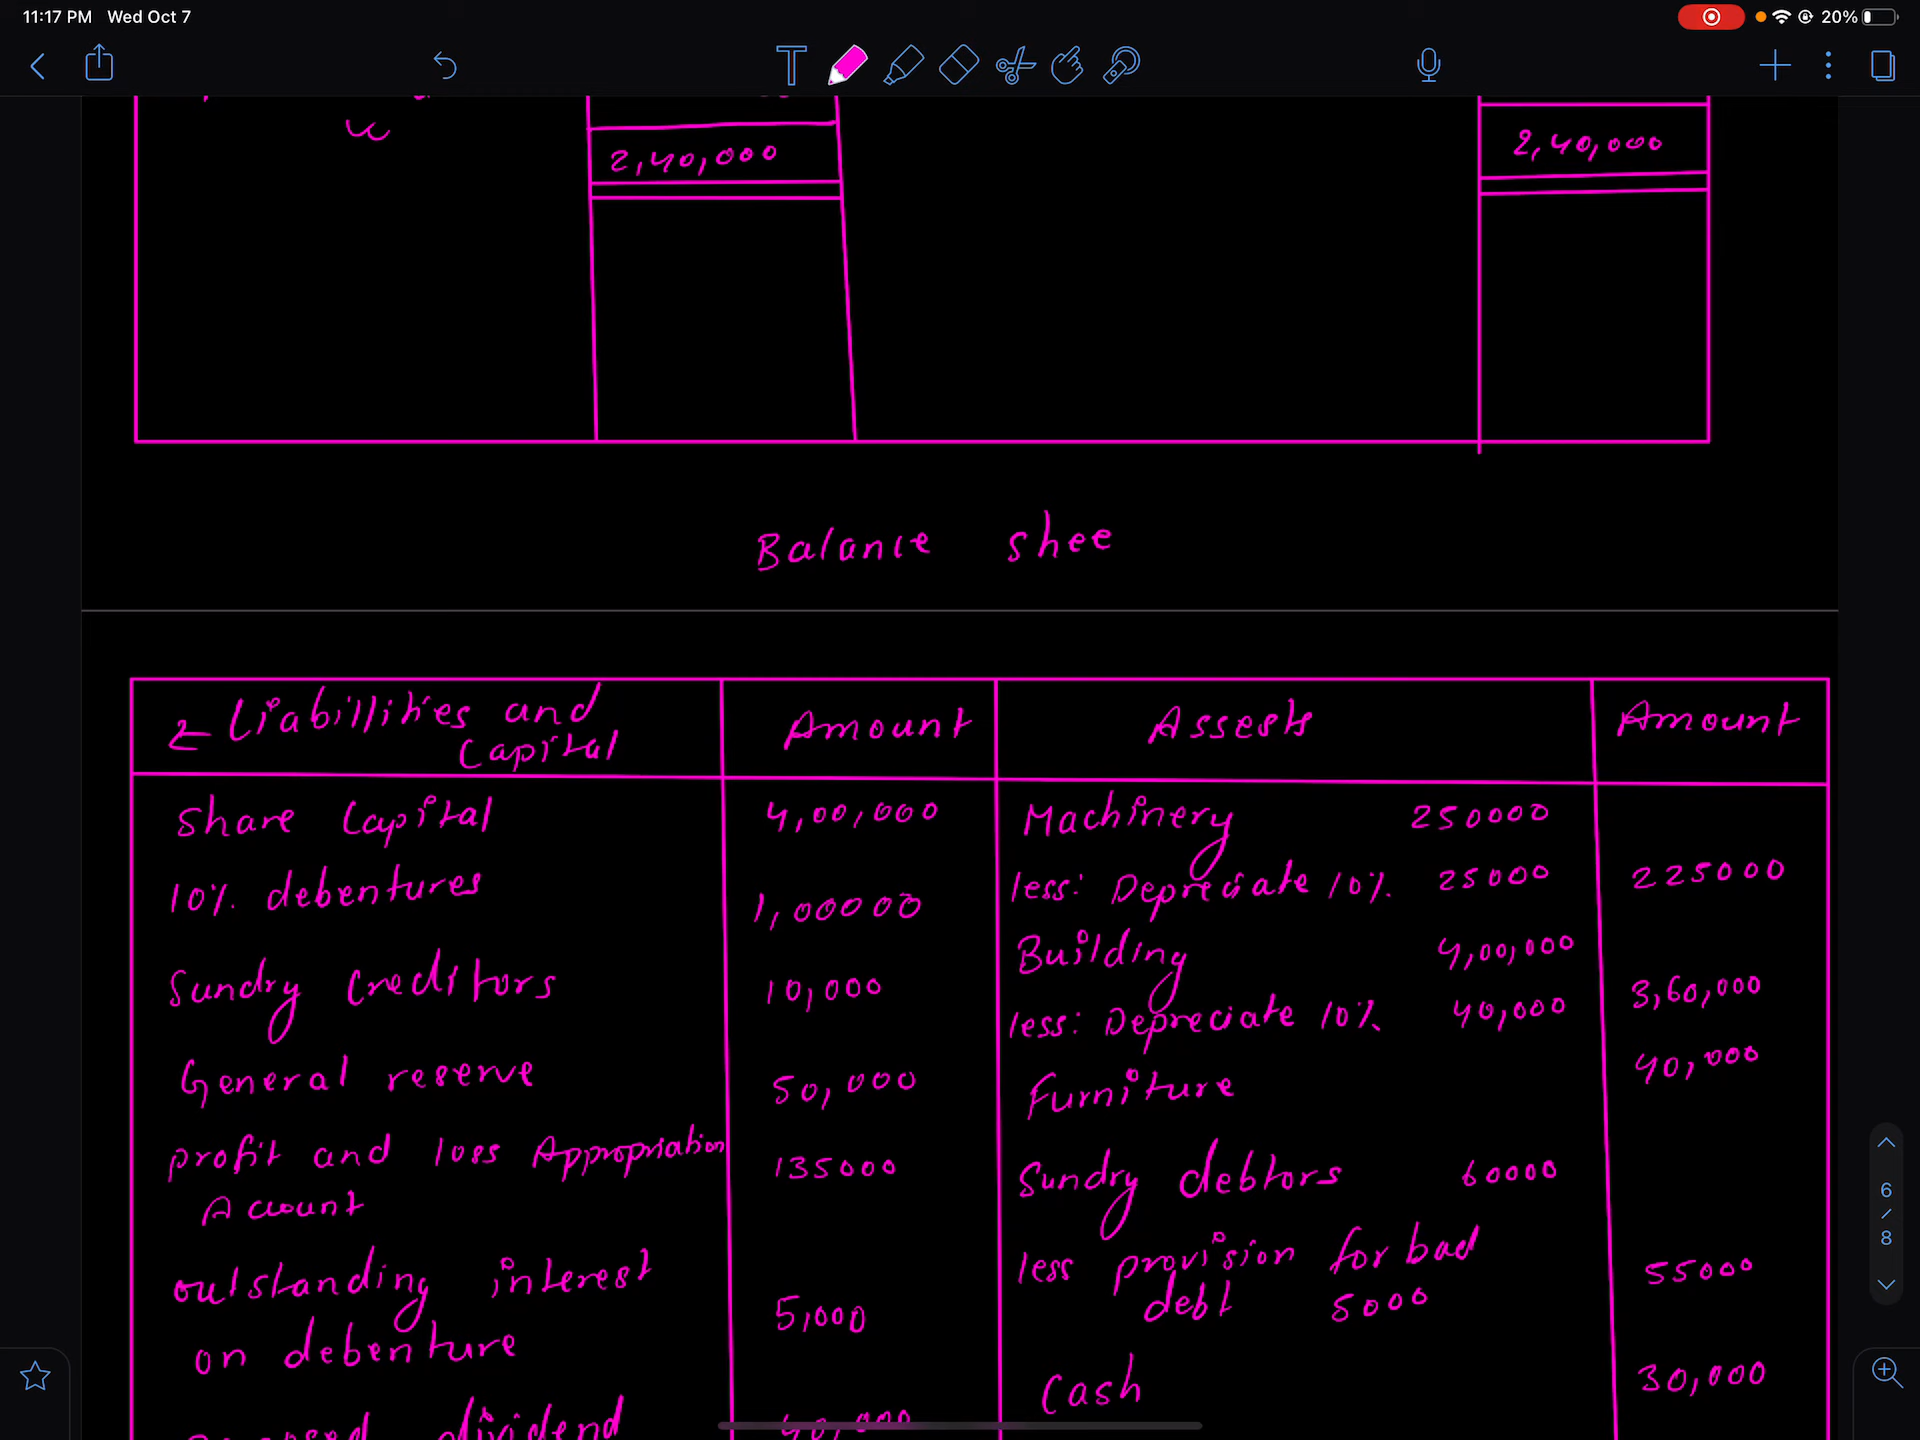 11:17 PM Wed Oct 7
20%
2,40,000
2,40,000
Balance shee
Liabillities and Capital
Amount
Assests
Amount
Share Capital 4,00,000
Machinery 250000
10% debentures 1,00000
less: Depreciate 10% 25000 225000
Sundry Creditors 10,000
Building 4,00,000
less: Depreciate 10% 40,000 3,60,000
General reserve 50,000
Furniture 40,000
profit and loss Appropriation 135000
Account
Sundry debtors 60000
outstanding interest
on debenture 5,000
less provision for bad
debt 5000 55000
Cash 30,000
dividend 40,000
6
/
8